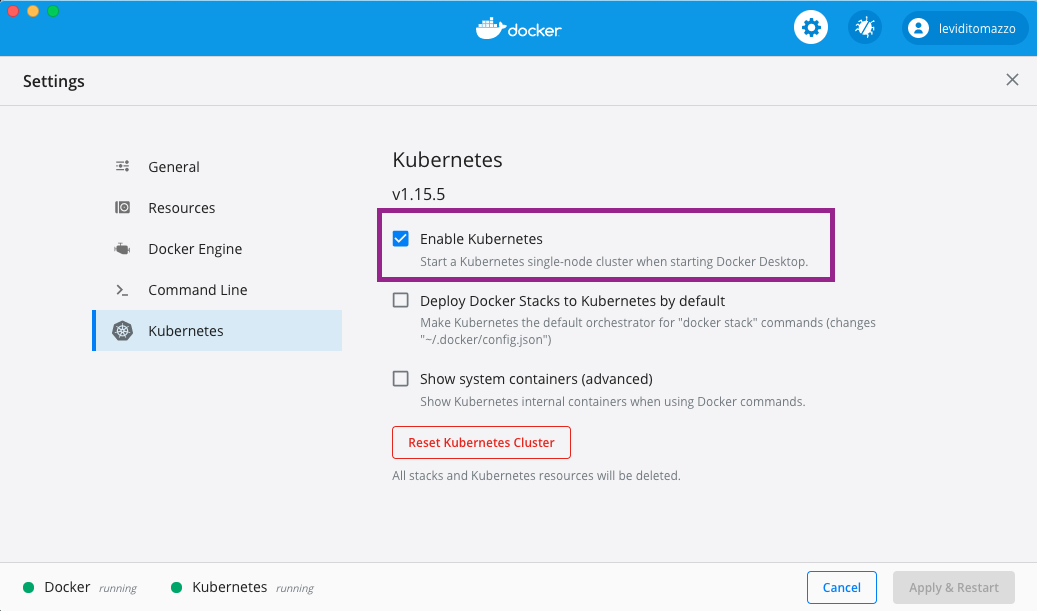 docker
leviditomazzo
Settings
General
Resources
Docker Engine
Command Line
Kubernetes
Kubernetes
v1.15.5
Enable Kubernetes
Start a Kubernetes single-node cluster when starting Docker Desktop.
Deploy Docker Stacks to Kubernetes by default
Make Kubernetes the default orchestrator for "docker stack" commands (changes
"~/.docker/config.json")
Show system containers (advanced)
Show Kubernetes internal containers when using Docker commands.
Reset Kubernetes Cluster
All stacks and Kubernetes resources will be deleted.
Docker running
Kubernetes running
Cancel
Apply & Restart